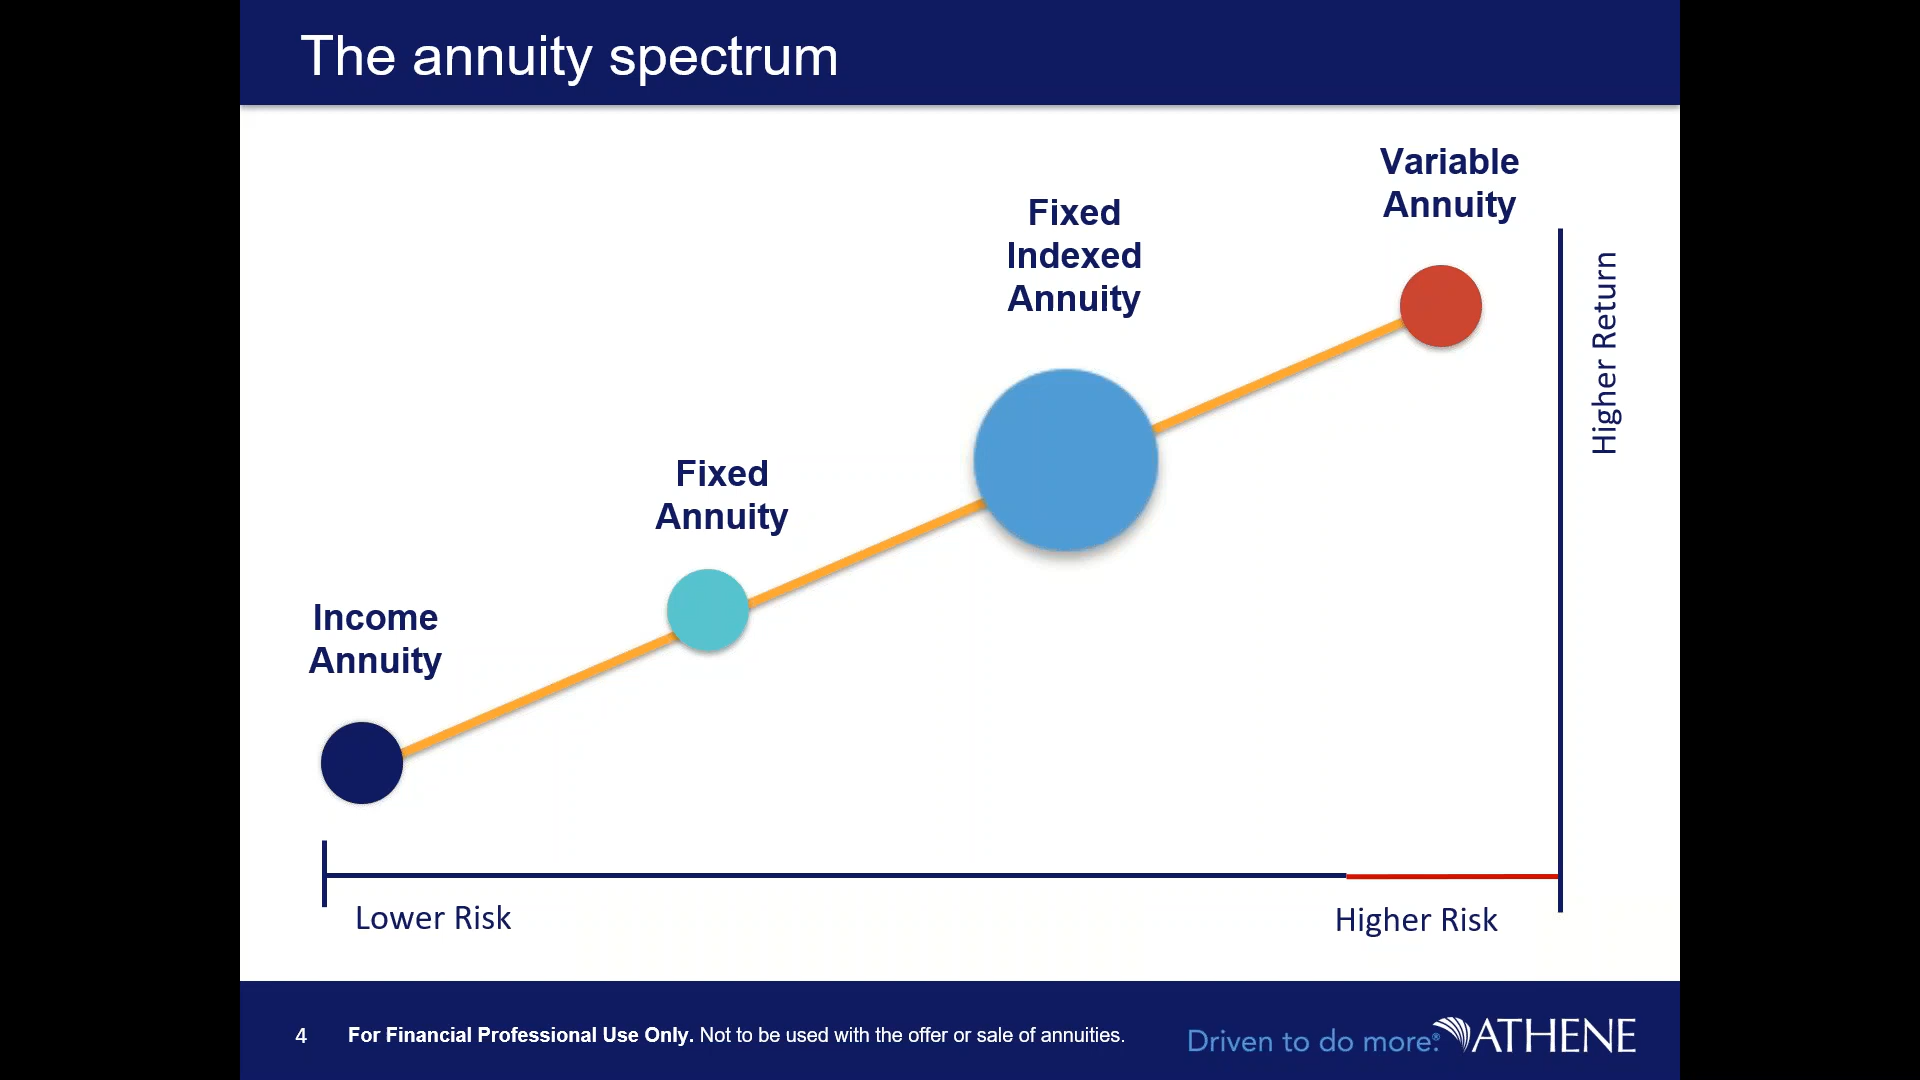 The annuity spectrum
Variable
Annuity
Fixed
Indexed
Annuity
Higher Return
Fixed
Annuity
Income
Annuity
Lower Risk
Higher Risk
4
For Financial Professional Use Only. Not to be used with the offer or sale of annuities.
Driven to do more.®
ATHENE